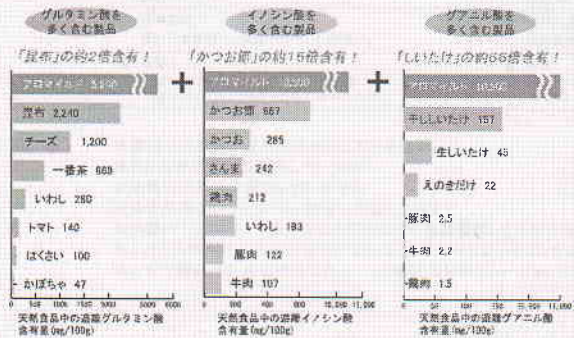 グルタミン酸を
多く含む製品
イノシン酸を
多く含む製品
グアニル酸を
多く含む製品
「昆布」の約2倍含有！
「かつお節」の約15倍含有！
「しいたけ」の約66倍含有！
アロマイルド
昆布 2,240
チーズ 1,200
一番茶 668
いわし 280
トマト 140
はくさい 100
かぼちゃ 47
天然食品中の遊離グルタミン酸
含有量(mg/100g)
+
アロマイルド
かつお節 687
かつお 285
さんま 242
鶏肉 212
いわし 193
豚肉 122
牛肉 107
天然食品中の遊離イノシン酸
含有量(mg/100g)
+
アロマイルド
干ししいたけ 157
生しいたけ 45
えのきだけ 22
豚肉 2.5
牛肉 2.2
鶏肉 1.5
天然食品中の遊離グアニル酸
含有量(mg/100g)